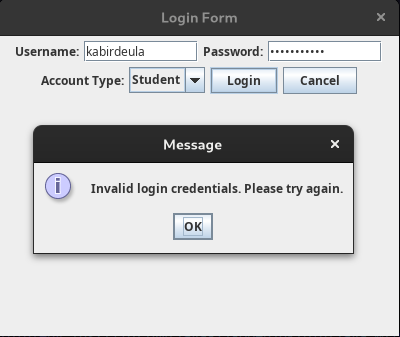 Login Form
Username: kabirdeula Password: •••••••••••
Account Type: Student Login Cancel
Message
Invalid login credentials. Please try again.
OK